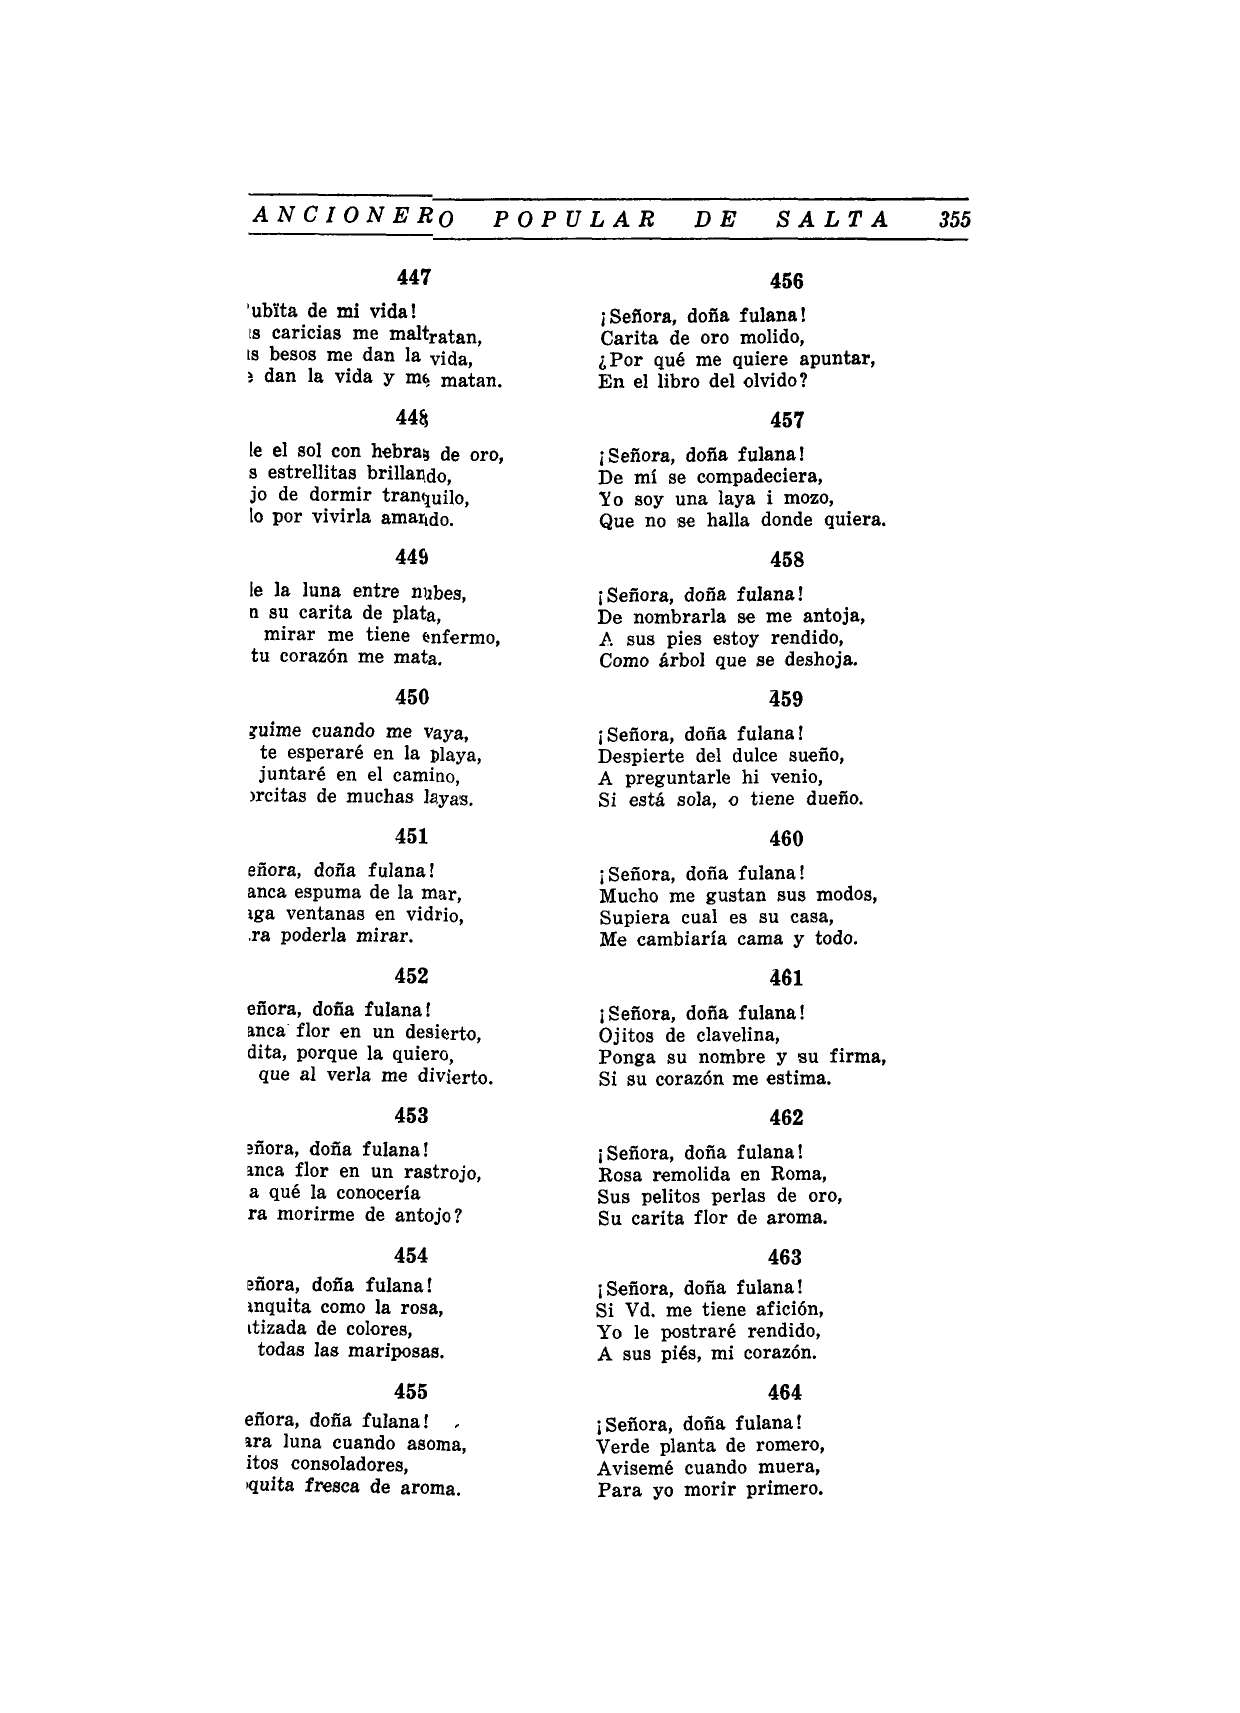 ANCIONERO POPULAR DE SALTA 355
447
ubïta de mi vida!
s caricias me maltratan,
s besos me dan la vida,
dan la vida y me matan.
448
le el sol con hebras de oro,
s estrellitas brillando,
jo de dormir tranquilo,
lo por vivirla amando.
449
le la luna entre nubes,
n su carita de plata,
mirar me tiene enfermo,
tu corazón me mata.
450
guime cuando me vaya,
te esperaré en la playa,
juntaré en el camino,
orcitas de muchas layas.
451
eñora, doña fulana!
anca espuma de la mar,
aga ventanas en vidrio,
ra poderla mirar.
452
eñora, doña fulana!
anca flor en un desierto,
dita, porque la quiero,
que al verla me divierto.
453
eñora, doña fulana!
anca flor en un rastrojo,
a qué la conocería
ra morirme de antojo?
454
eñora, doña fulana!
anquita como la rosa,
tizada de colores,
todas las mariposas.
455
eñora, doña fulana!
ara luna cuando asoma,
itos consoladores,
quita fresca de aroma.
456
¡Señora, doña fulana!
Carita de oro molido,
¿Por qué me quiere apuntar,
En el libro del olvido?
457
¡Señora, doña fulana!
De mí se compadeciera,
Yo soy una laya i mozo,
Que no se halla donde quiera.
458
¡Señora, doña fulana!
De nombrarla se me antoja,
A sus pies estoy rendido,
Como árbol que se deshoja.
459
¡Señora, doña fulana!
Despierte del dulce sueño,
A preguntarle hi venio,
Si está sola, o tiene dueño.
460
¡Señora, doña fulana!
Mucho me gustan sus modos,
Supiera cual es su casa,
Me cambiaría cama y todo.
461
¡Señora, doña fulana!
Ojitos de clavelina,
Ponga su nombre y su firma,
Si su corazón me estima.
462
¡Señora, doña fulana!
Rosa remolida en Roma,
Sus pelitos perlas de oro,
Su carita flor de aroma.
463
¡Señora, doña fulana!
Si Vd. me tiene afición,
Yo le postraré rendido,
A sus piés, mi corazón.
464
¡Señora, doña fulana!
Verde planta de romero,
Avisemé cuando muera,
Para yo morir primero.